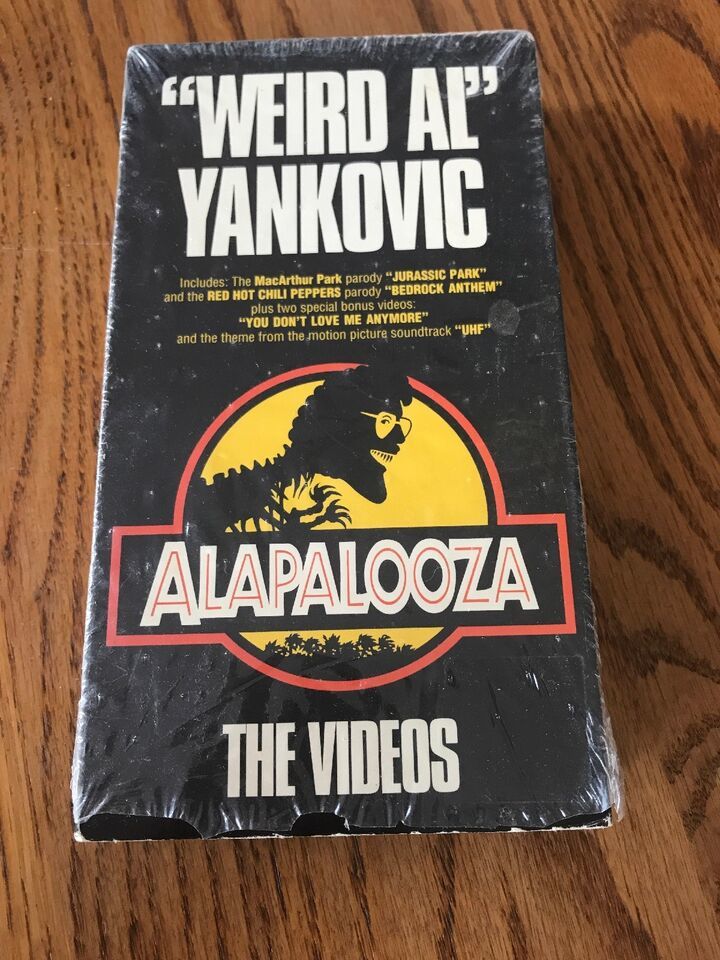 “WEIRD AL”
YANKOVIC
Includes: The MacArthur Park parody “JURASSIC PARK”
and the RED HOT CHILI PEPPERS parody “BEDROCK ANTHEM”
plus two special bonus videos:
“YOU DON’T LOVE ME ANYMORE”
and the theme from the motion picture soundtrack “UHF”
ALAPALOOZA
THE VIDEOS